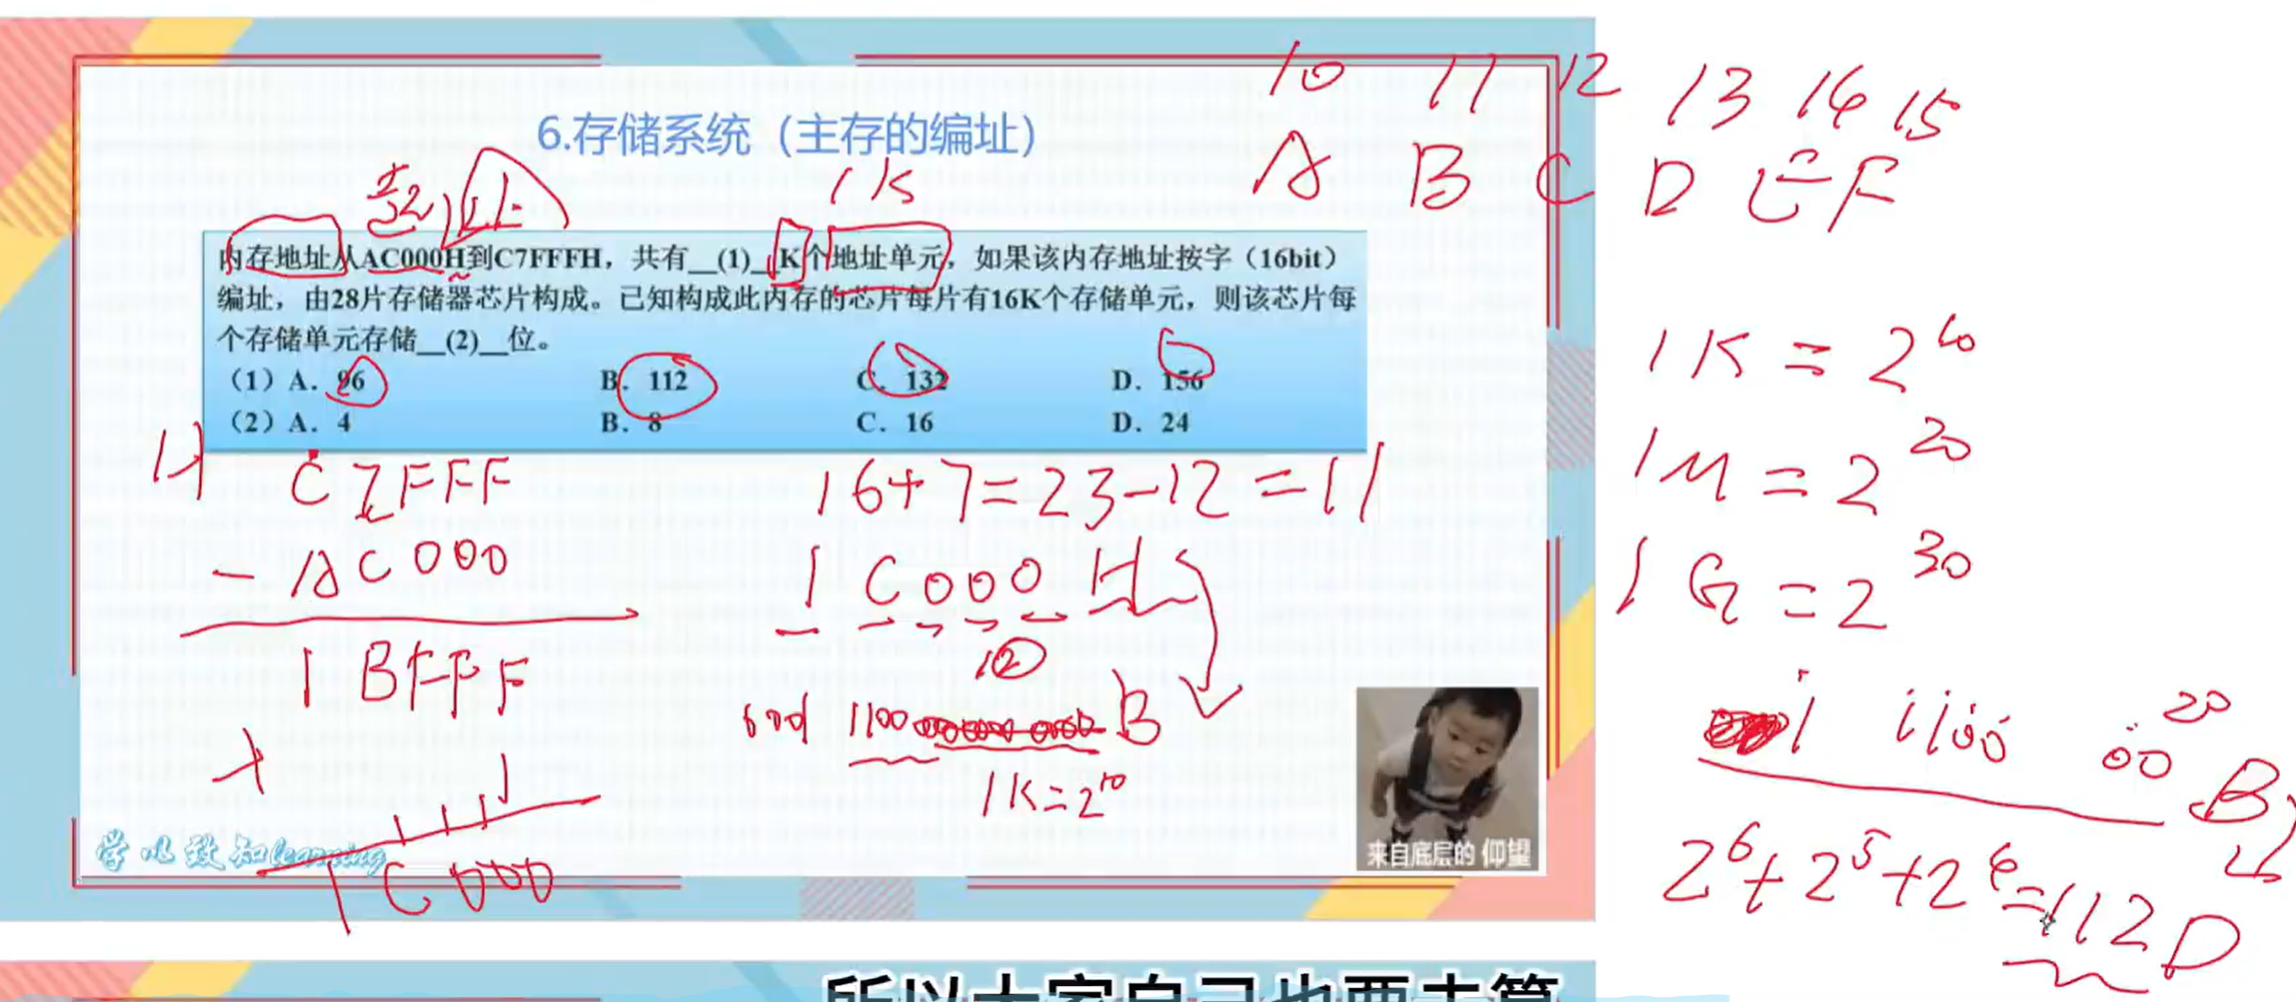 10 11 12 13 14 15
A B C D E F
6.存储系统（主存的编址）
1K
内存地址从AC000H到C7FFFH，共有__(1)__K个地址单元，如果该内存地址按字（16bit）
编址，由28片存储器芯片构成。已知构成此内存的芯片每片有16K个存储单元，则该芯片每
个存储单元存储__(2)__位。
（1）A．96 B．112 C．132 D．156
（2）A．4 B．8 C．16 D．24
C7FFF
- AC000
1BFFF
+ 1
1C000
16+7=23-12=11
1C000H
1K=2^10
1K=2^10
1M=2^20
1G=2^30
1 1100 00 B
2^6+2^5+2^4=112D
学以致知learning
来自底层的 仰望
所以大家自己也要去算